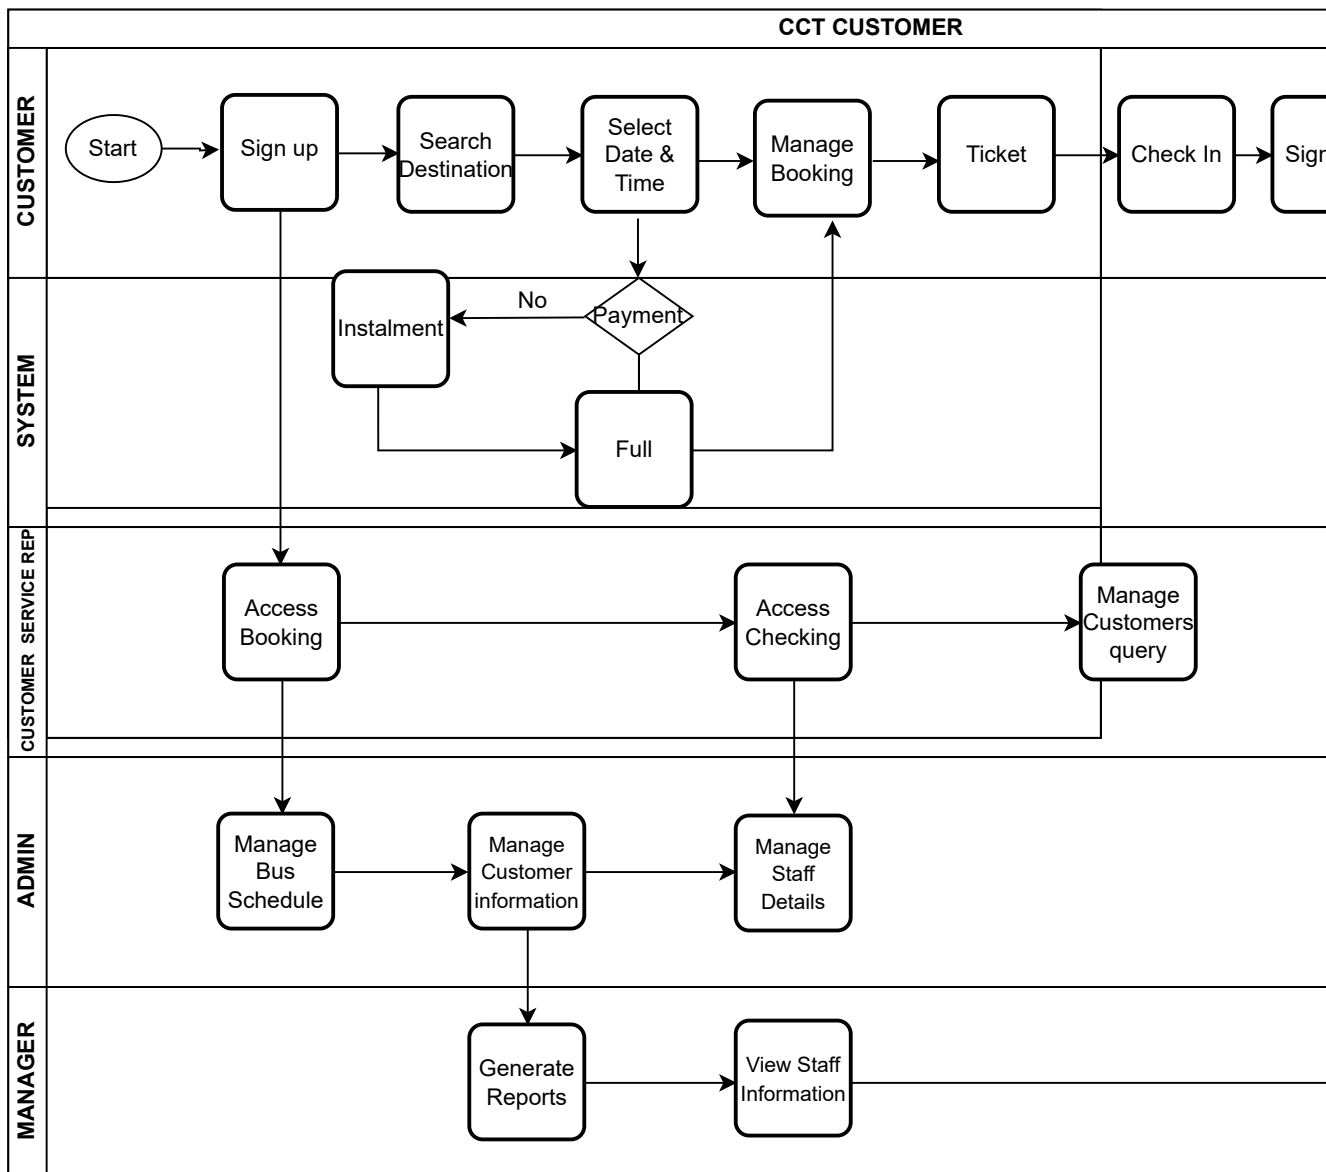 CCT CUSTOMER
CUSTOMER
Start
Sign up
Search
Destination
Select
Date &
Time
Manage
Booking
Ticket
Check In
Sign
SYSTEM
Instalment
No
Payment
Full
CUSTOMER SERVICE REP
Access
Booking
Access
Checking
Manage
Customers
query
ADMIN
Manage
Bus
Schedule
Manage
Customer
information
Manage
Staff
Details
MANAGER
Generate
Reports
View Staff
Information